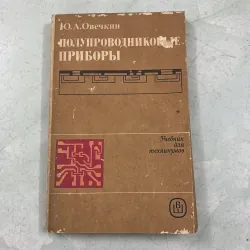 Ю.А.Овечкин
ПОЛУПРОВОДНИКОВЫЕ
ПРИБОРЫ
Учебник для
техникумов